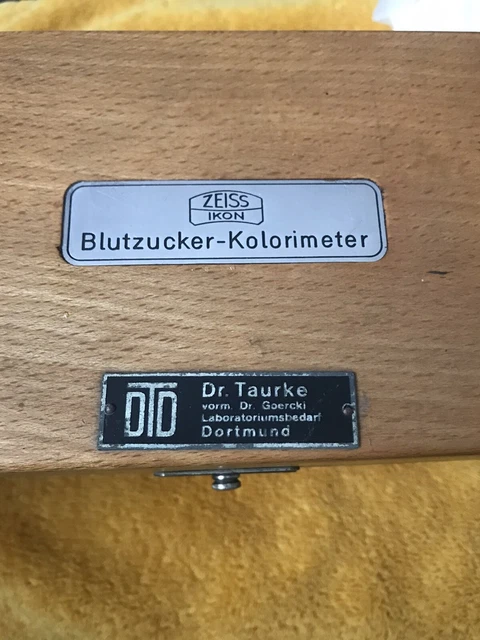 ZEISS
IKON
Blutzucker-Kolorimeter
DTD
Dr. Taurke
vorm. Dr. Goercki
Laboratoriumsbedarf
Dortmund